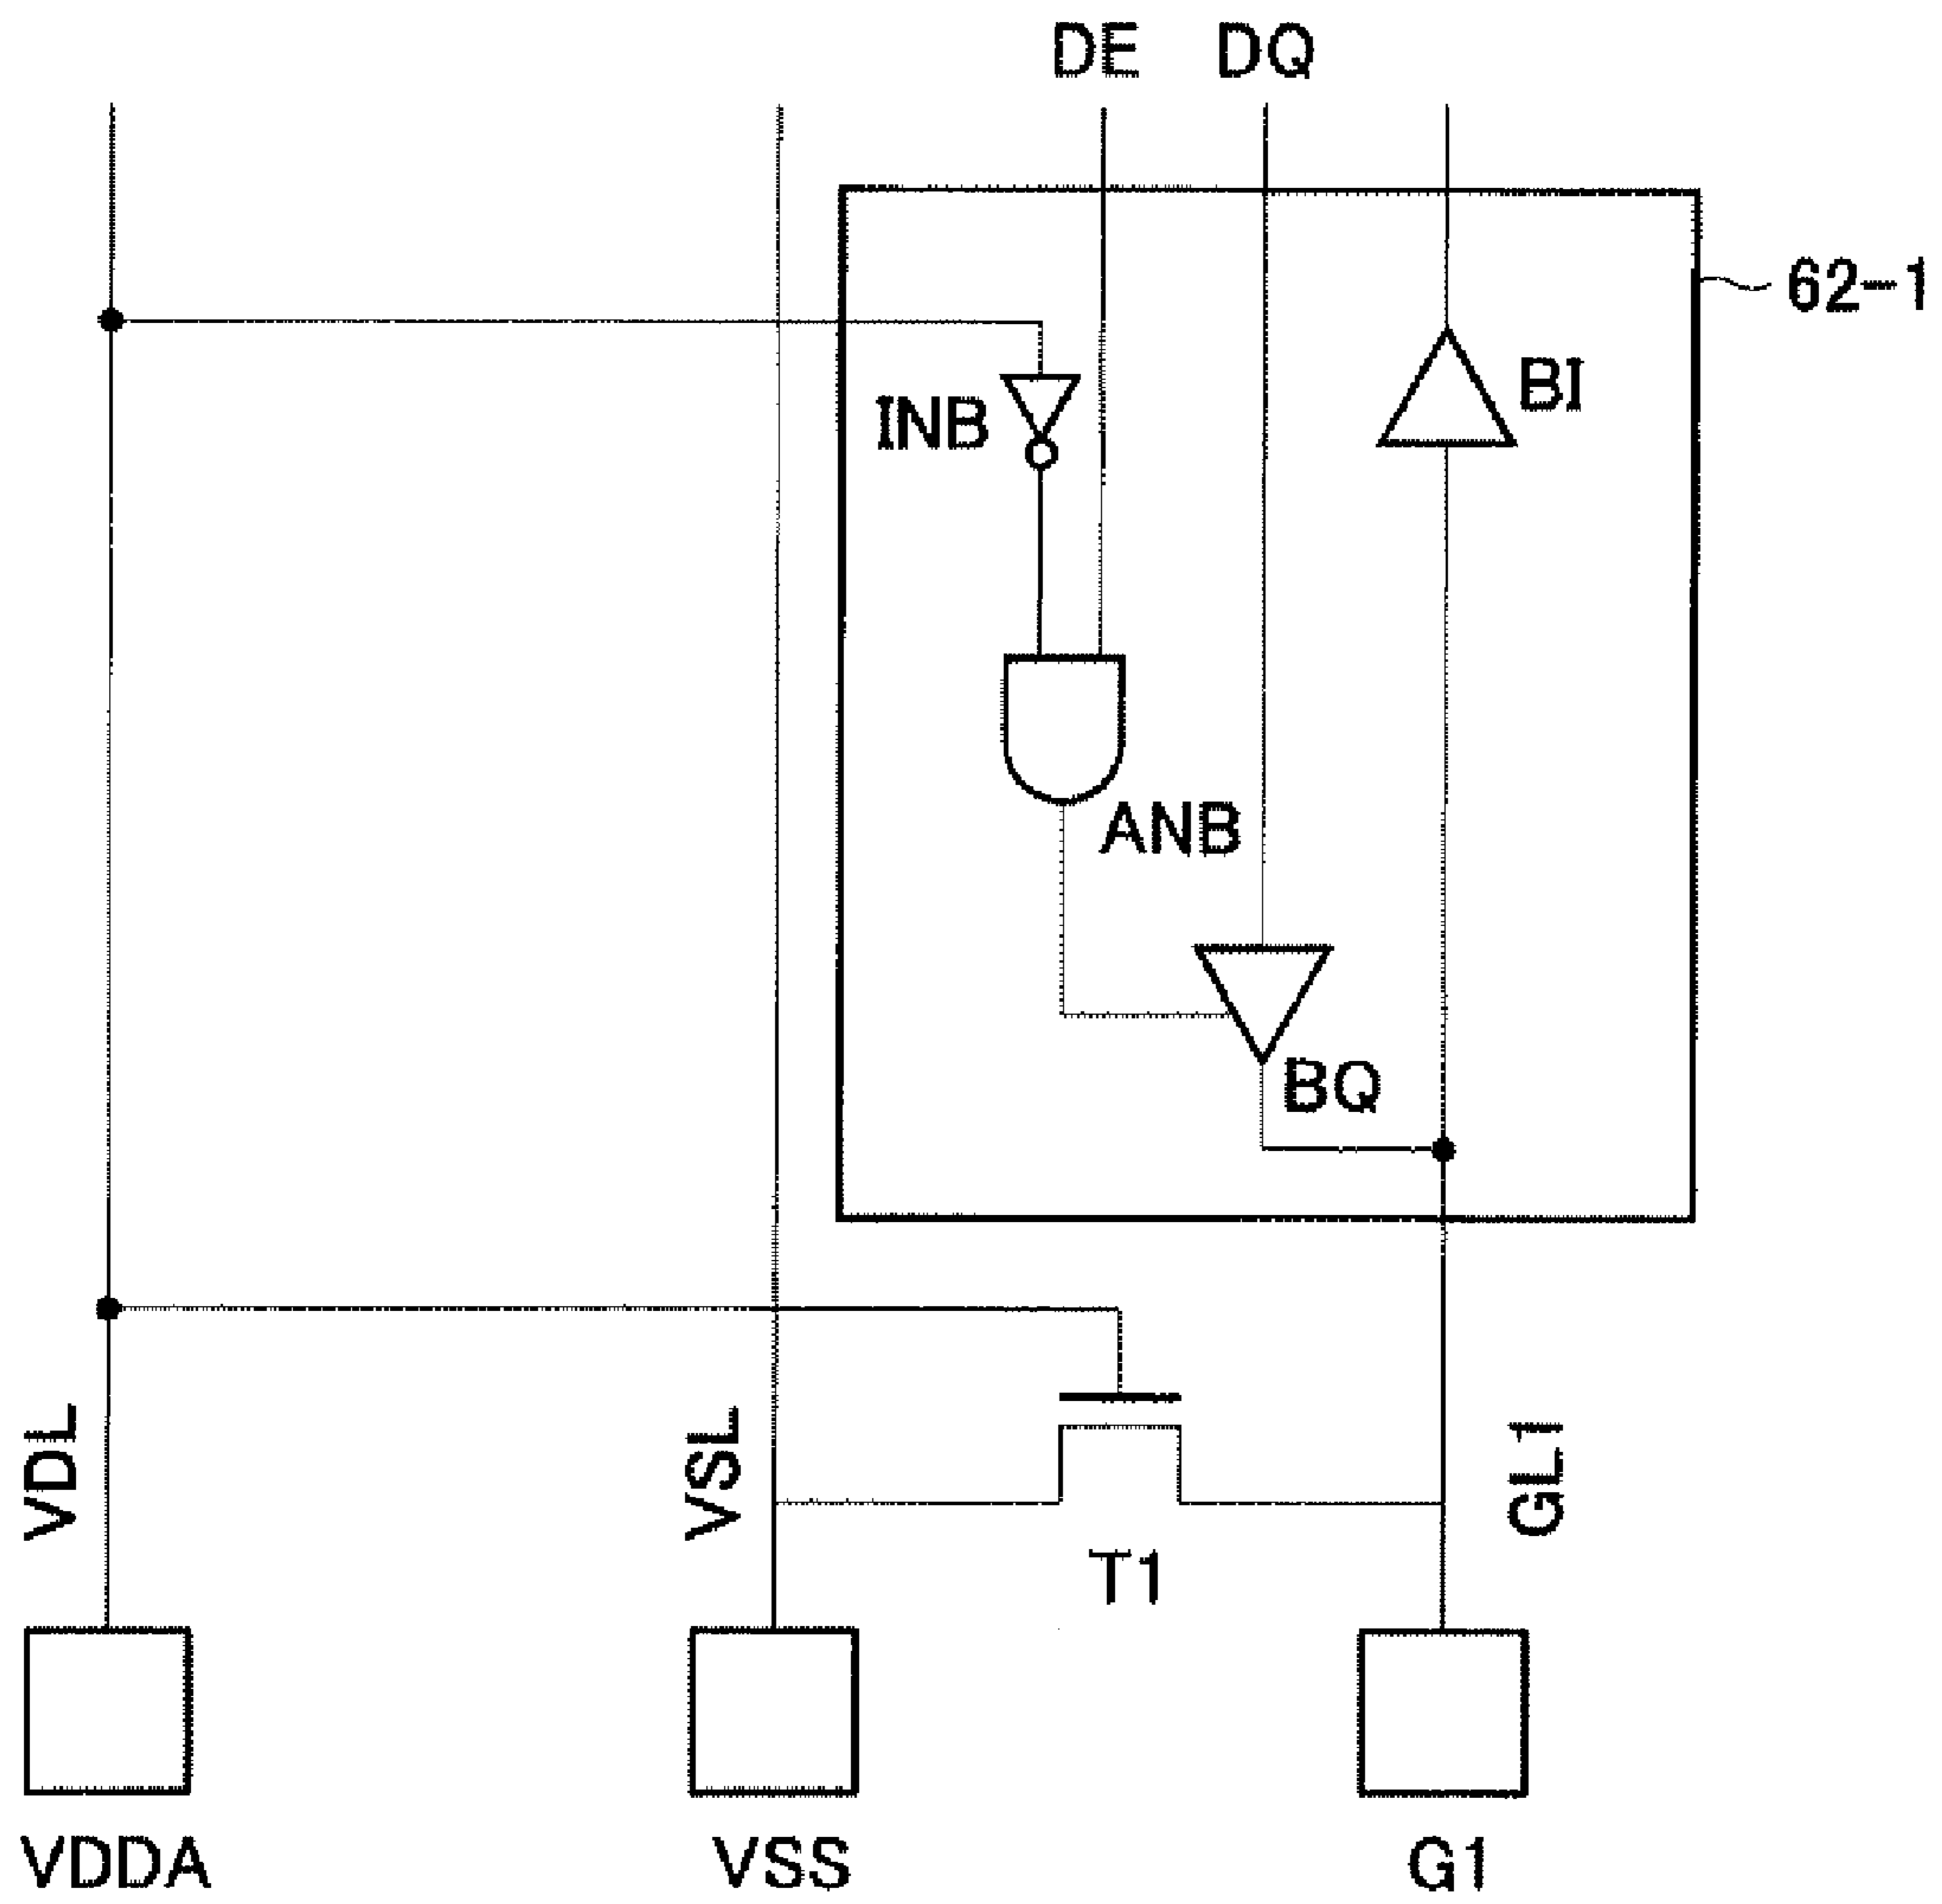 DE DQ
62-1
BI
INB
ANB
BQ
VDL
VSL
GL1
T1
VDDA VSS G1